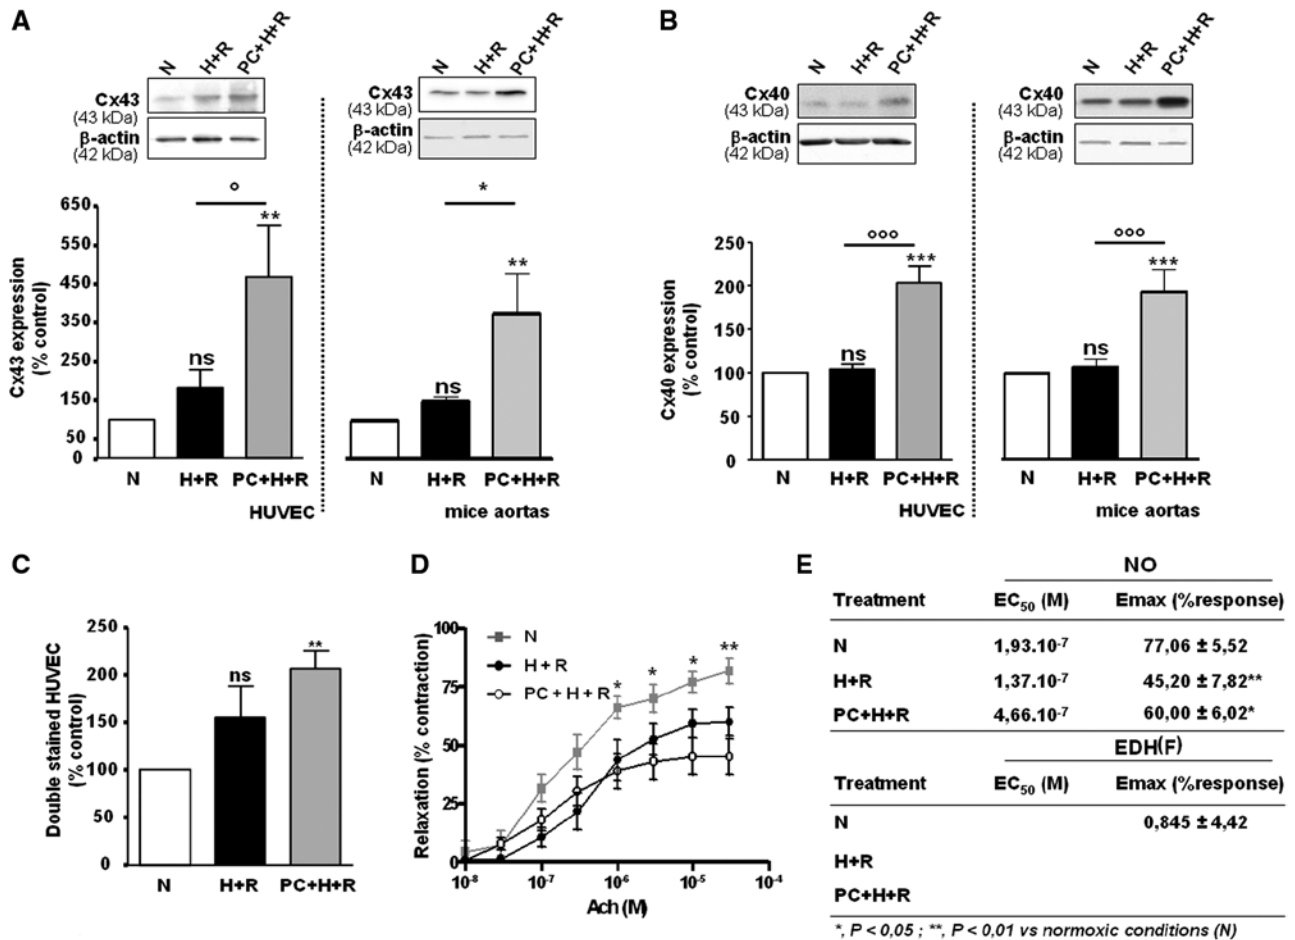 A
N H+R PC+H+R
Cx43
(43 kDa)
β-actin
(42 kDa)
N H+R PC+H+R
Cx43
(43 kDa)
β-actin
(42 kDa)
Cx43 expression
(% control)
650
550
450
350
250
150
50
0
°
**
ns
N H+R PC+H+R
HUVEC
*
**
ns
N H+R PC+H+R
mice aortas
B
N H+R PC+H+R
Cx40
(43 kDa)
β-actin
(42 kDa)
N H+R PC+H+R
Cx40
(43 kDa)
β-actin
(42 kDa)
Cx40 expression
(% control)
250
200
150
100
50
0
°°°
***
ns
N H+R PC+H+R
HUVEC
°°°
***
ns
N H+R PC+H+R
mice aortas
C
Double stained HUVEC
(% control)
250
200
150
100
50
0
ns
**
N H+R PC+H+R
D
Relaxation (% contraction)
100
75
50
25
0
N
H + R
PC + H + R
* * * **
10-8 10-7 10-6 10-5 10-4
Ach (M)
E
NO
Treatment EC50 (M) Emax (%response)
N 1,93.10-7 77,06 ± 5,52
H+R 1,37.10-7 45,20 ± 7,82**
PC+H+R 4,66.10-7 60,00 ± 6,02*
EDH(F)
Treatment EC50 (M) Emax (%response)
N 0,845 ± 4,42
H+R
PC+H+R
*, P < 0,05 ; **, P < 0,01 vs normoxic conditions (N)